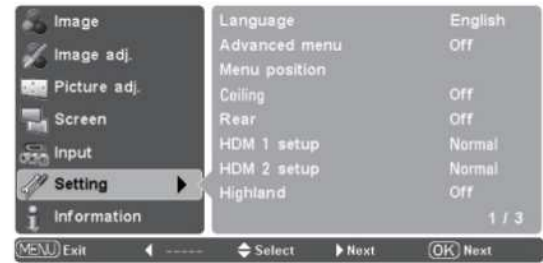 Image
Image adj.
Picture adj.
Screen
Input
Setting
Information
Language English
Advanced menu Off
Menu position
Ceiling Off
Rear Off
HDM 1 setup Normal
HDM 2 setup Normal
Highland Off
1 / 3
MENU Exit ----- Select Next OK Next